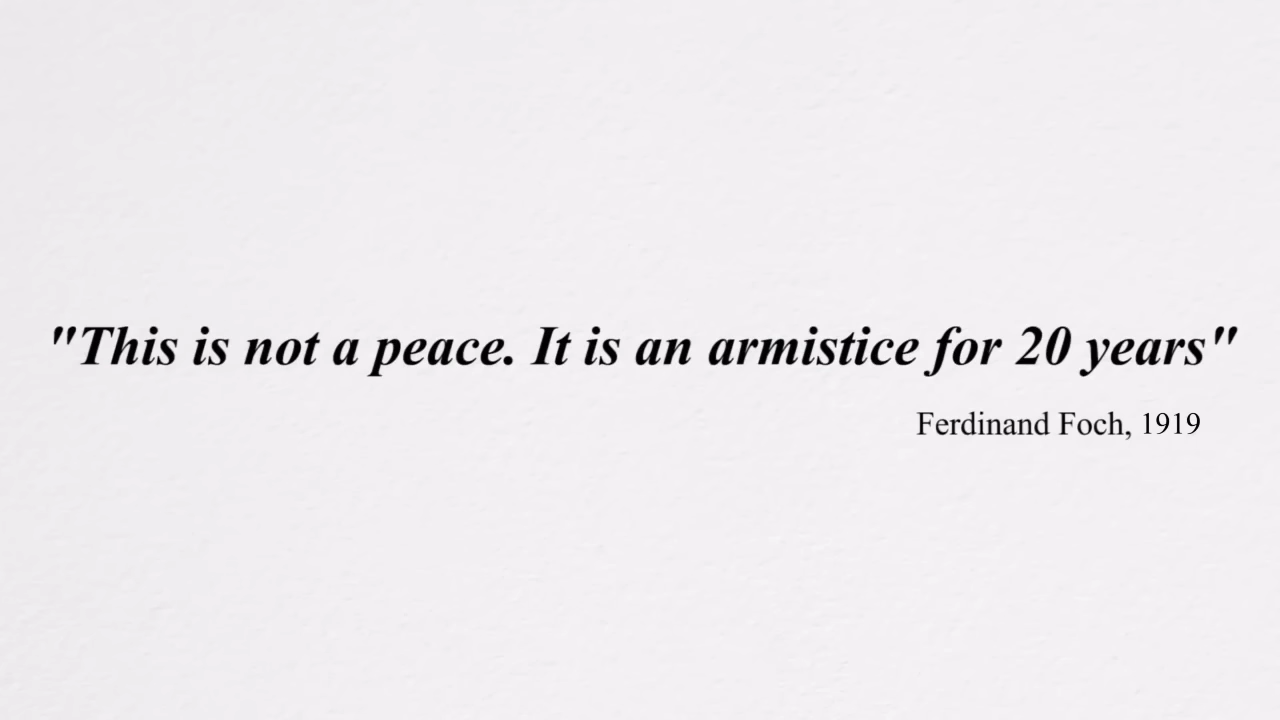 "This is not a peace. It is an armistice for 20 years"
Ferdinand Foch, 1919